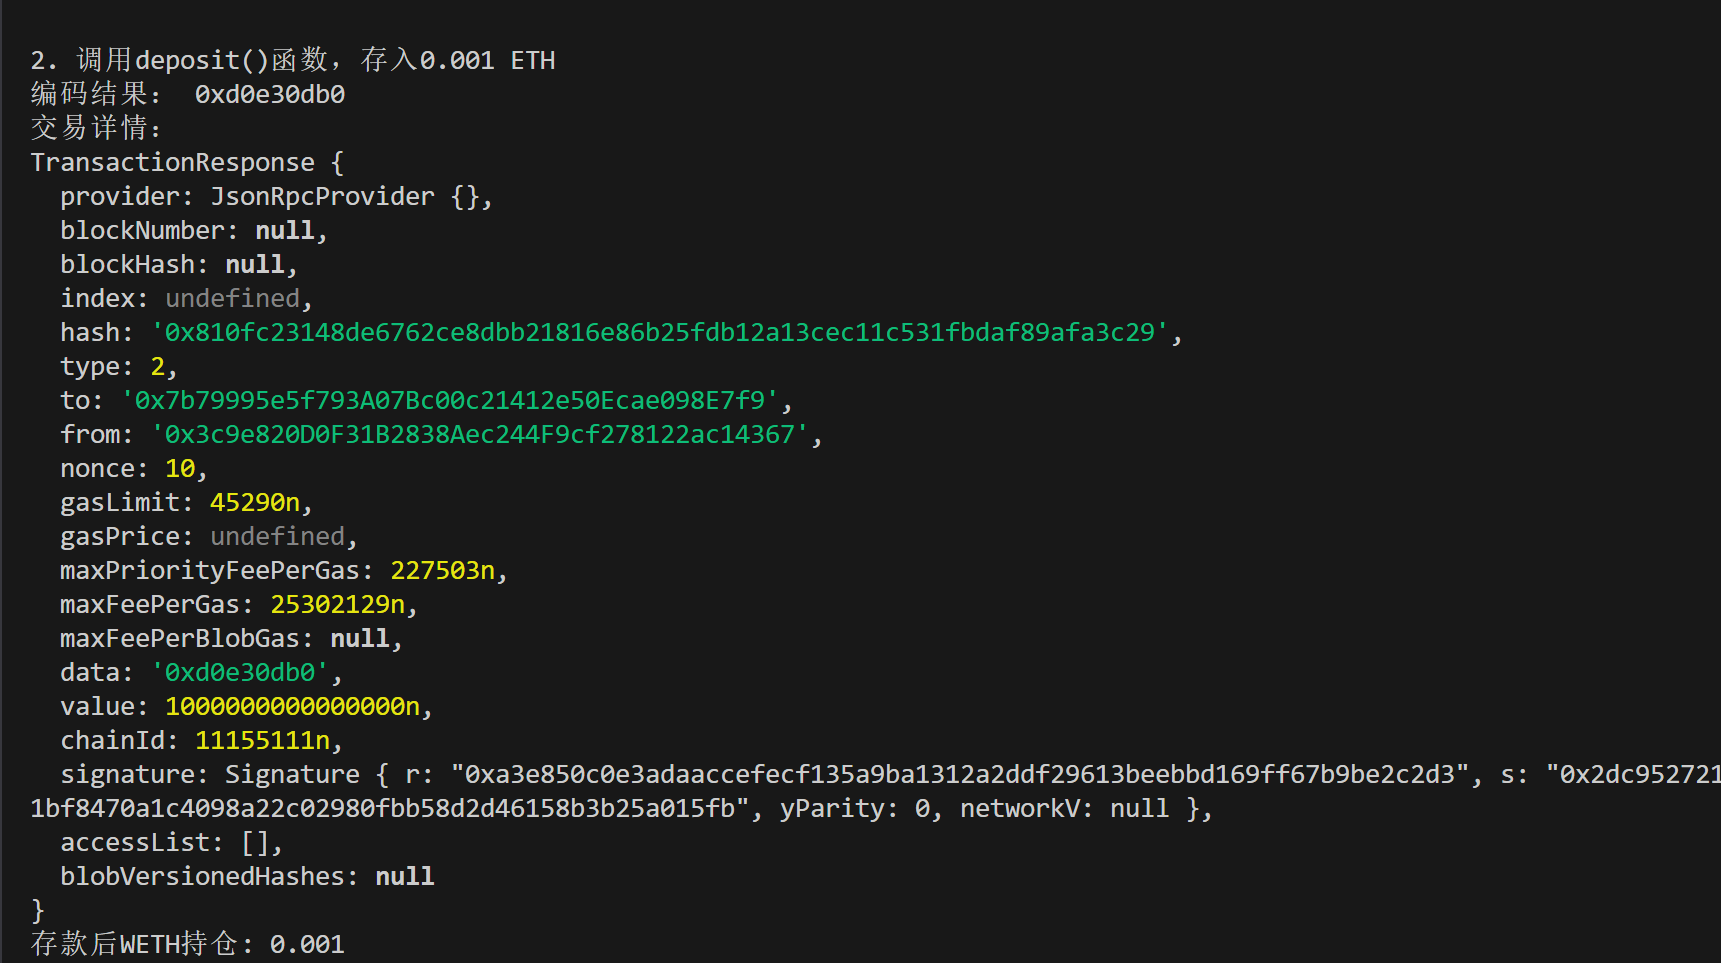 2. 调用deposit()函数，存入0.001 ETH
编码结果： 0xd0e30db0
交易详情：
TransactionResponse {
  provider: JsonRpcProvider {},
  blockNumber: null,
  blockHash: null,
  index: undefined,
  hash: '0x810fc23148de6762ce8dbb21816e86b25fdb12a13cec11c531fbdaf89afa3c29',
  type: 2,
  to: '0x7b79995e5f793A07Bc00c21412e50Ecae098E7f9',
  from: '0x3c9e820D0F31B2838Aec244F9cf278122ac14367',
  nonce: 10,
  gasLimit: 45290n,
  gasPrice: undefined,
  maxPriorityFeePerGas: 227503n,
  maxFeePerGas: 25302129n,
  maxFeePerBlobGas: null,
  data: '0xd0e30db0',
  value: 1000000000000000n,
  chainId: 11155111n,
  signature: Signature { r: "0xa3e850c0e3adaaccefecf135a9ba1312a2ddf29613beebbd169ff67b9be2c2d3", s: "0x2dc952721
1bf8470a1c4098a22c02980fbb58d2d46158b3b25a015fb", yParity: 0, networkV: null },
  accessList: [],
  blobVersionedHashes: null
}
存款后WETH持仓: 0.001